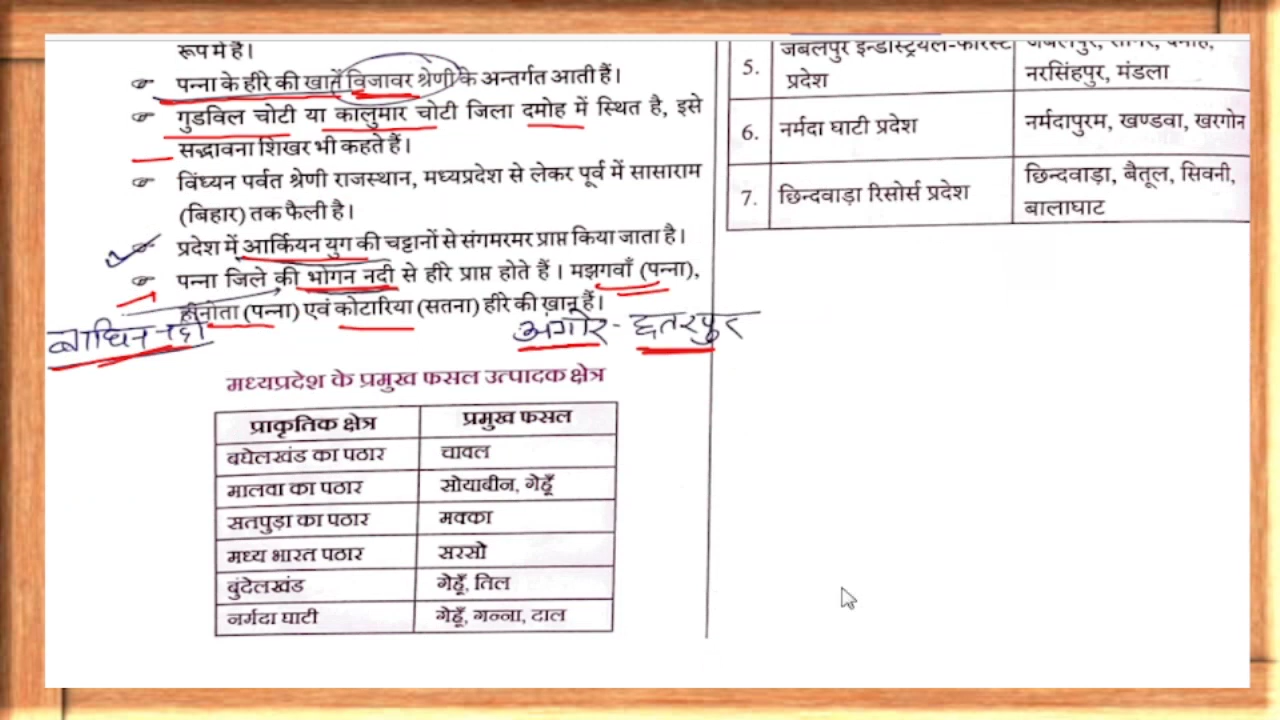 रूप में है।
☞ पन्ना के हीरे की खातें विजावर श्रेणी के अन्तर्गत आती हैं।
☞ गुडविल चोटी या कालुमार चोटी जिला दमोह में स्थित है, इसे
सद्भावना शिखर भी कहते हैं।
☞ विंध्यन पर्वत श्रेणी राजस्थान, मध्यप्रदेश से लेकर पूर्व में सासाराम
(बिहार) तक फैली है।
☞ प्रदेश में आर्कियन युग की चट्टानों से संगमरमर प्राप्त किया जाता है।
☞ पन्ना जिले की भोगन नदी से हीरे प्राप्त होते हैं। मझगवाँ (पन्ना),
हीनोता (पन्ना) एवं कोटारिया (सतना) हीरे की खानू हैं।
बाघिन नदी
अंगोर - छतरपुर
मध्यप्रदेश के प्रमुख फसल उत्पादक क्षेत्र
प्राकृतिक क्षेत्र प्रमुख फसल
बघेलखंड का पठार चावल
मालवा का पठार सोयाबीन, गेहूँ
सतपुड़ा का पठार मक्का
मध्य भारत पठार सरसो
बुंदेलखंड गेहूँ, तिल
नर्मदा घाटी गेहूँ, गन्ना, दाल
5. जबलपुर इन्डस्ट्रियल-फॉरेस्ट प्रदेश जबलपुर, सागर, दमोह,
नरसिंहपुर, मंडला
6. नर्मदा घाटी प्रदेश नर्मदापुरम, खण्डवा, खरगोन
7. छिन्दवाड़ा रिसोर्स प्रदेश छिन्दवाड़ा, बैतूल, सिवनी,
बालाघाट